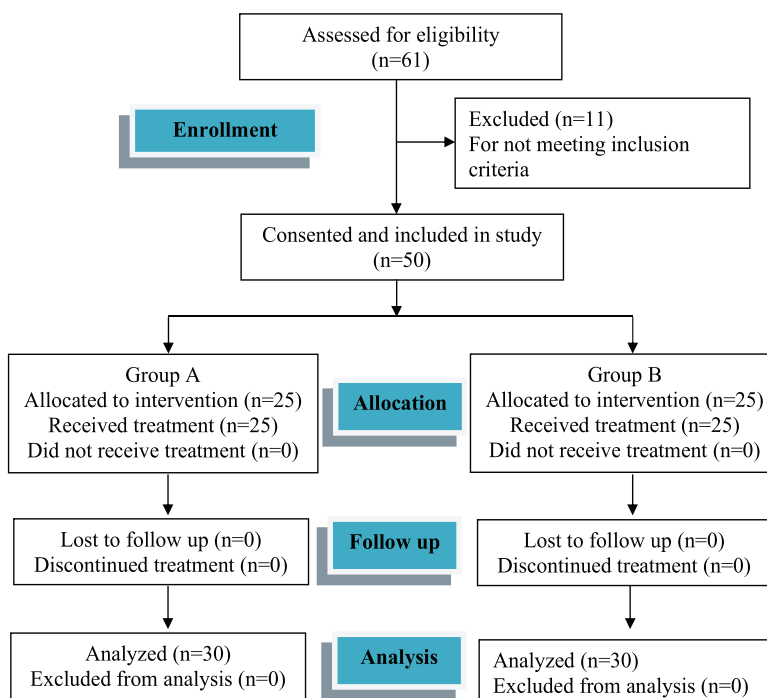 Assessed for eligibility
(n=61)
Enrollment
Excluded (n=11)
For not meeting inclusion
criteria
Consented and included in study
(n=50)
Group A
Allocated to intervention (n=25)
Received treatment (n=25)
Did not receive treatment (n=0)
Allocation
Group B
Allocated to intervention (n=25)
Received treatment (n=25)
Did not receive treatment (n=0)
Lost to follow up (n=0)
Discontinued treatment (n=0)
Follow up
Lost to follow up (n=0)
Discontinued treatment (n=0)
Analyzed (n=30)
Excluded from analysis (n=0)
Analysis
Analyzed (n=30)
Excluded from analysis (n=0)